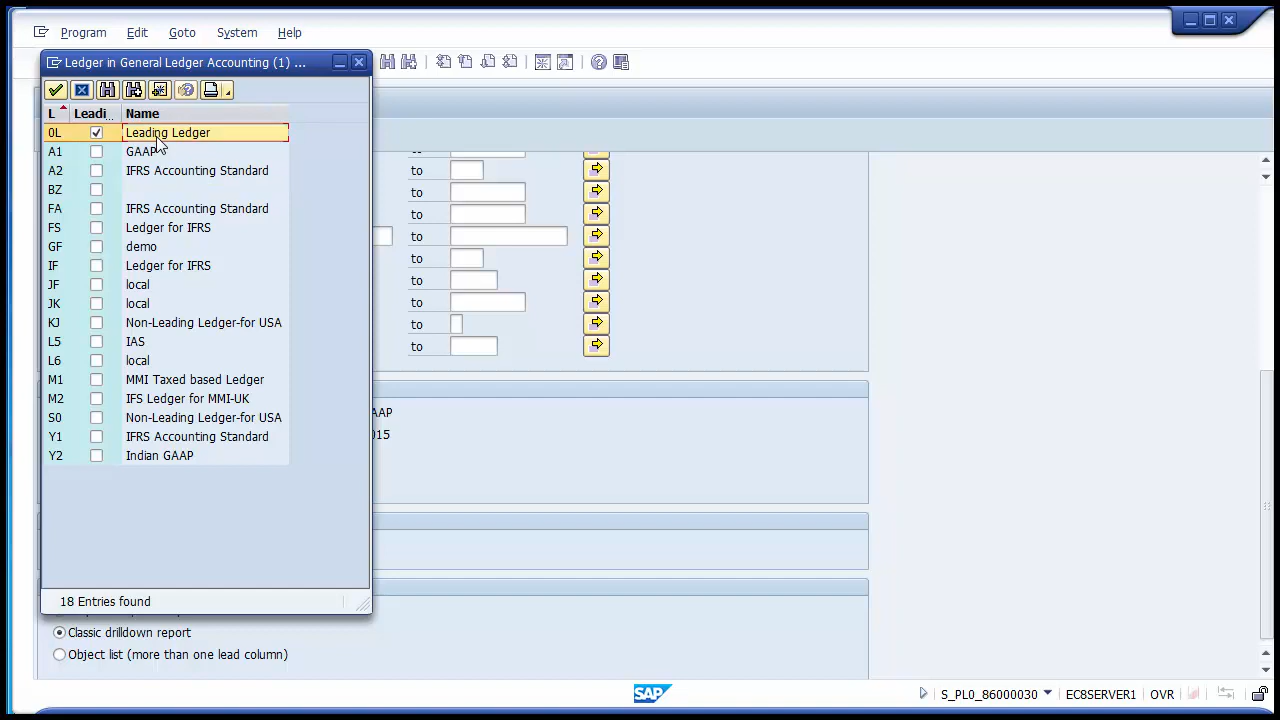 Program Edit Goto System Help
Ledger in General Ledger Accounting (1) ...
L Leadi... Name
0L Leading Ledger
A1 GAAP
A2 IFRS Accounting Standard
BZ
FA IFRS Accounting Standard
FS Ledger for IFRS
GF demo
IF Ledger for IFRS
JF local
JK local
KJ Non-Leading Ledger-for USA
L5 IAS
L6 local
M1 MMI Taxed based Ledger
M2 IFS Ledger for MMI-UK
S0 Non-Leading Ledger-for USA
Y1 IFRS Accounting Standard
Y2 Indian GAAP
18 Entries found
to
to
to
to
to
to
to
to
to
AAP
015
Classic drilldown report
Object list (more than one lead column)
SAP
S_PL0_86000030 EC8SERVER1 OVR